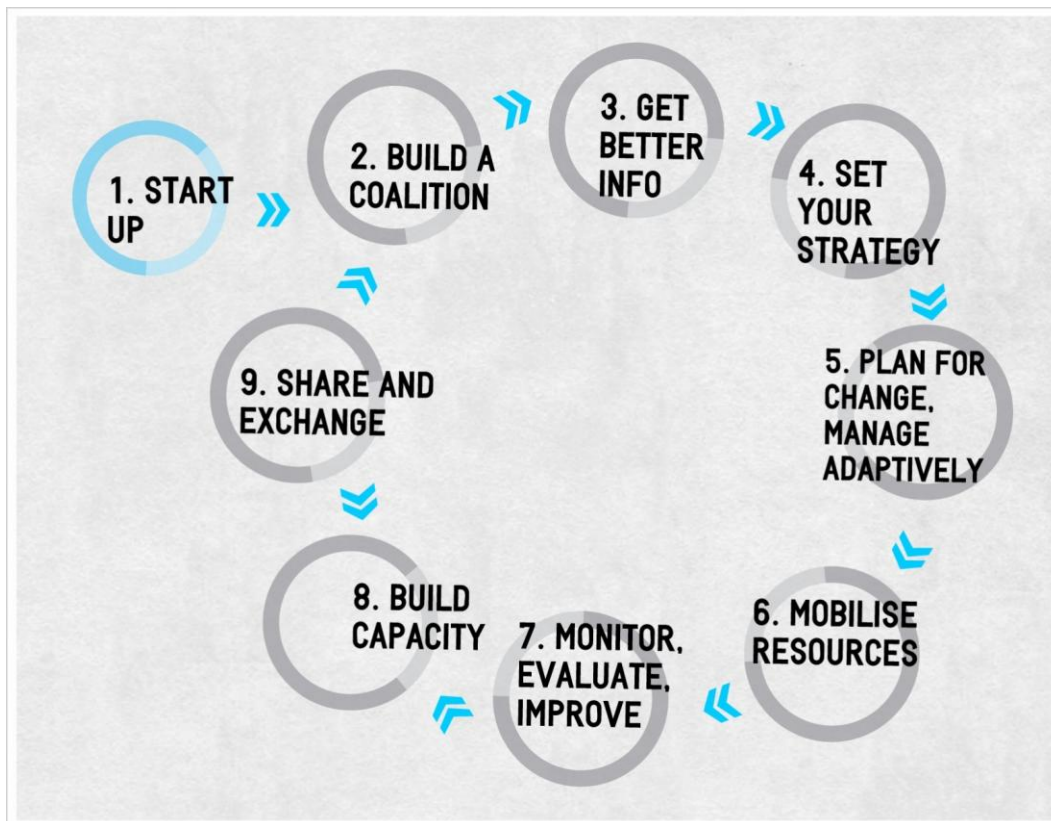 1. START
UP
2. BUILD A
COALITION
3. GET
BETTER
INFO
4. SET
YOUR
STRATEGY
5. PLAN FOR
CHANGE,
MANAGE
ADAPTIVELY
6. MOBILISE
RESOURCES
7. MONITOR,
EVALUATE,
IMPROVE
8. BUILD
CAPACITY
9. SHARE AND
EXCHANGE